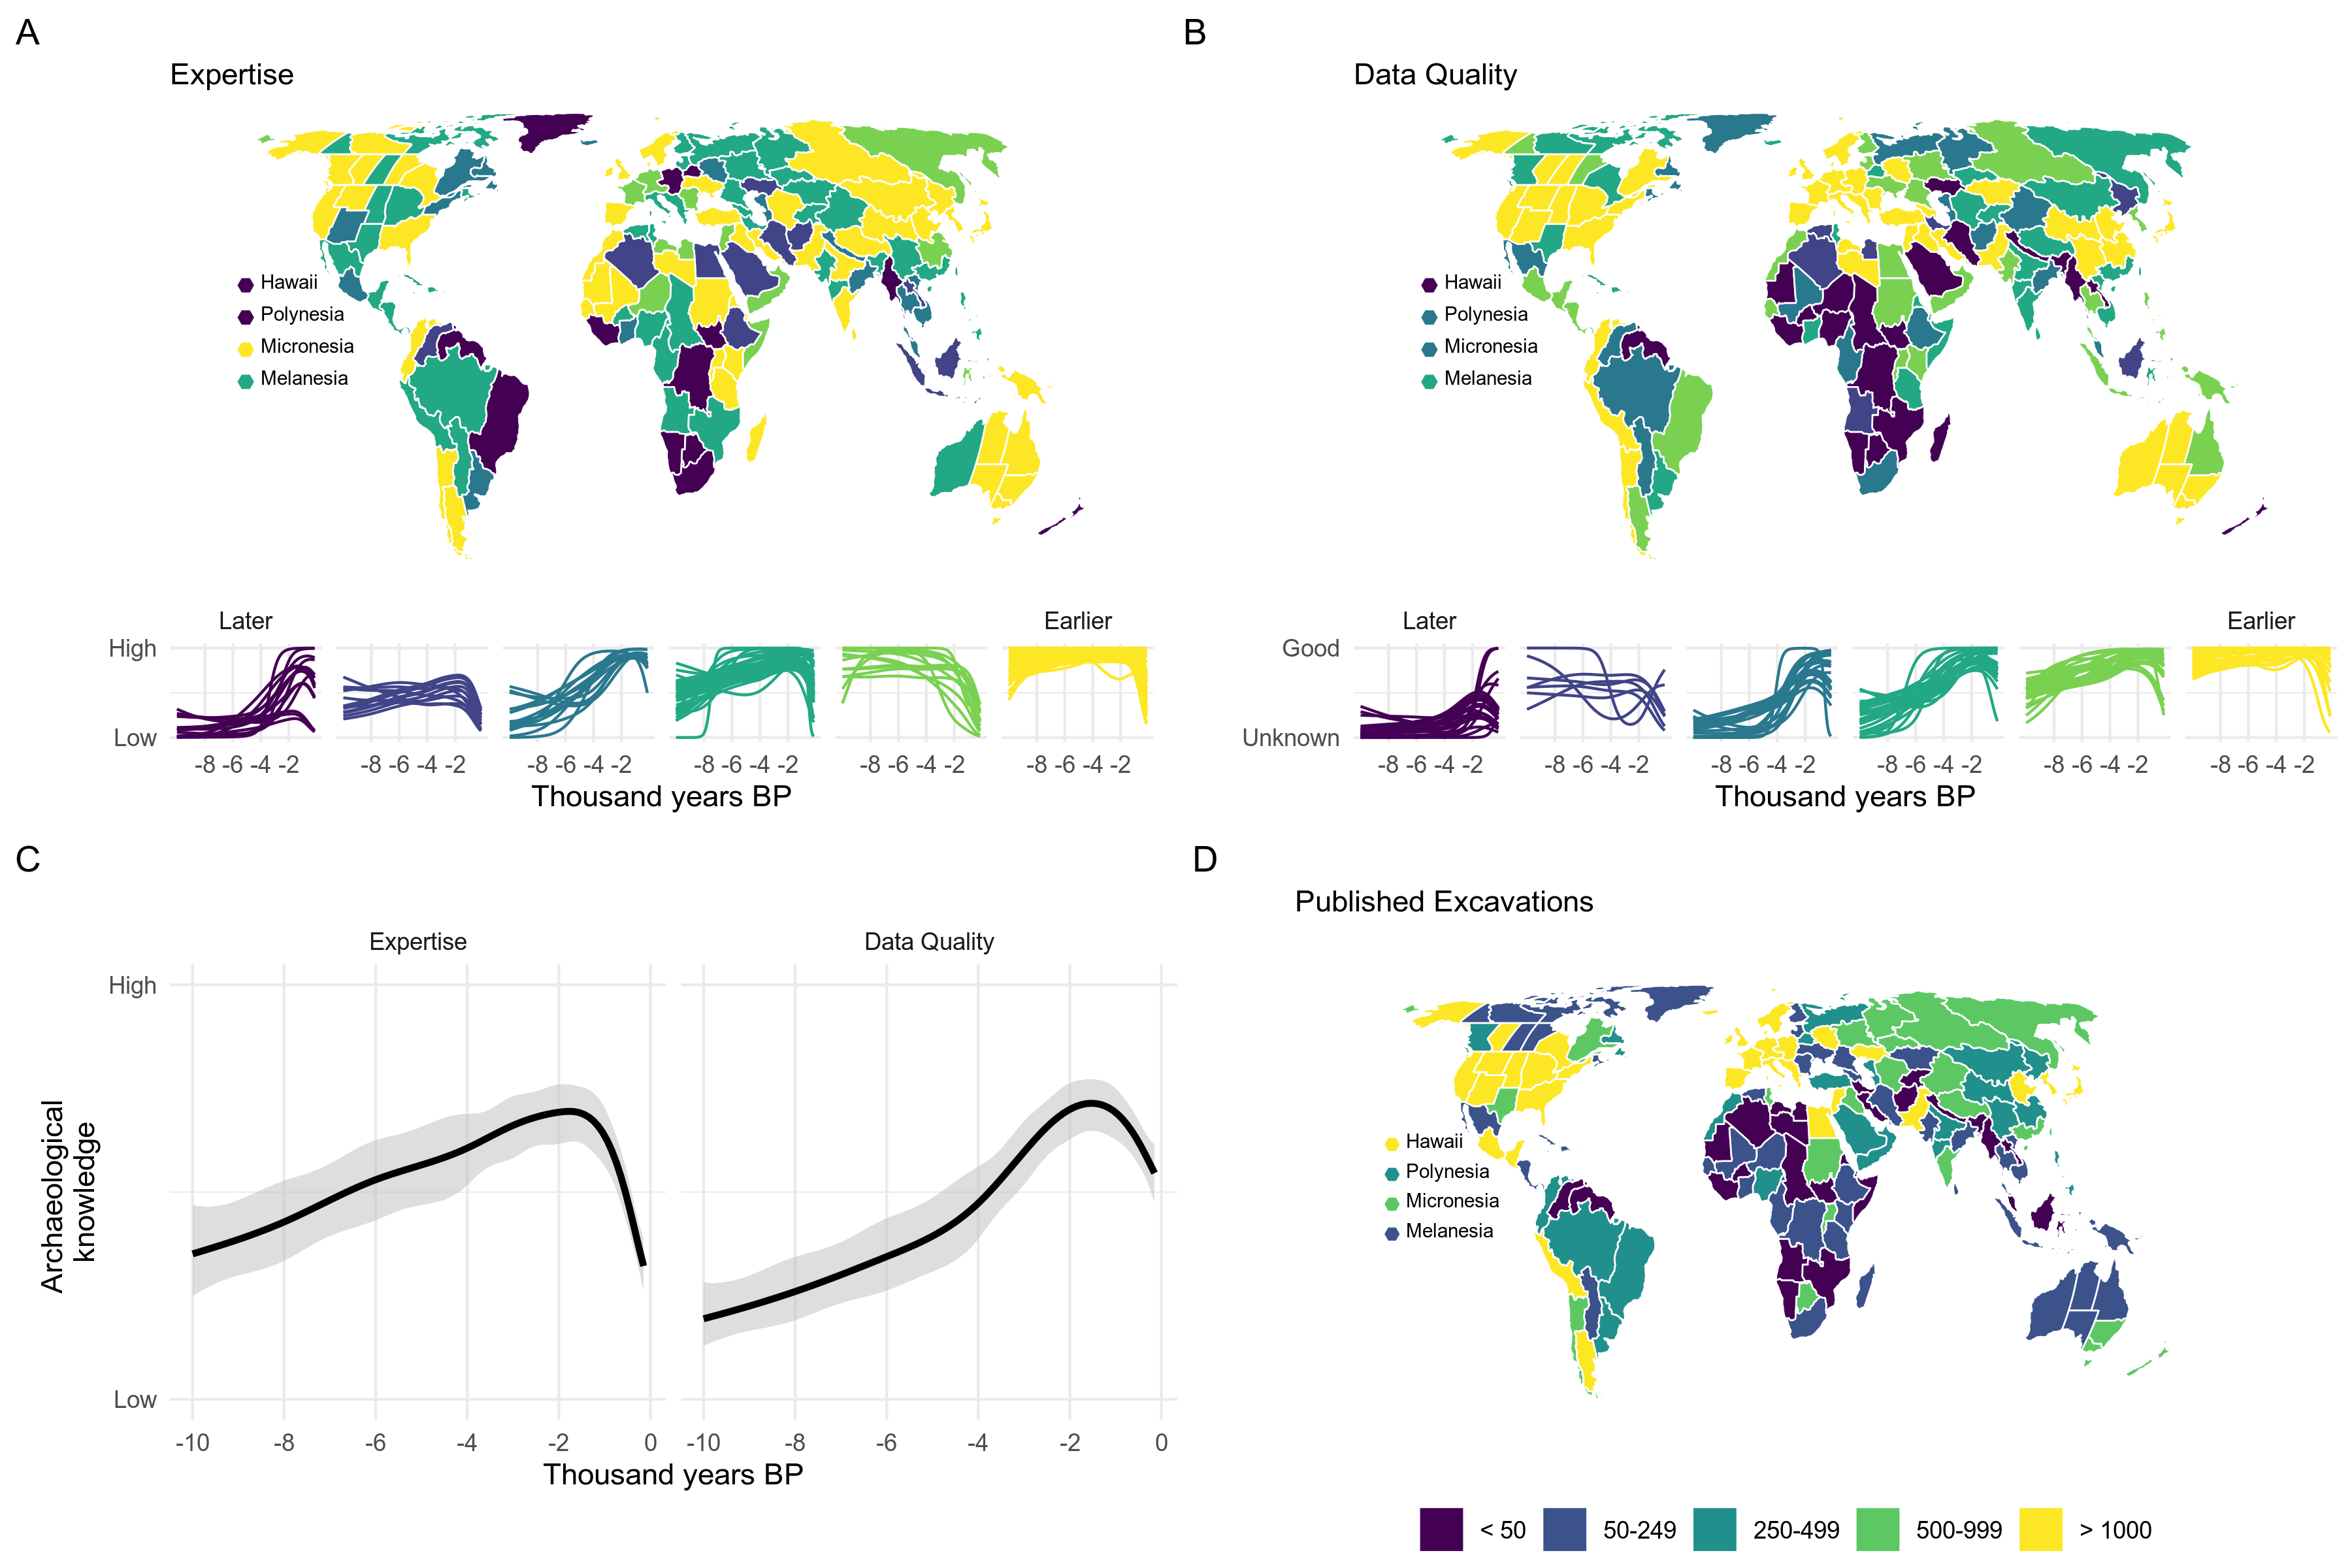 A
Expertise
Hawaii
Polynesia
Micronesia
Melanesia
Later
Earlier
High
Low
-8 -6 -4 -2
-8 -6 -4 -2
-8 -6 -4 -2
-8 -6 -4 -2
-8 -6 -4 -2
-8 -6 -4 -2
Thousand years BP
B
Data Quality
Hawaii
Polynesia
Micronesia
Melanesia
Later
Earlier
Good
Unknown
-8 -6 -4 -2
-8 -6 -4 -2
-8 -6 -4 -2
-8 -6 -4 -2
-8 -6 -4 -2
-8 -6 -4 -2
Thousand years BP
C
Expertise
Data Quality
Archaeological
knowledge
High
Low
-10 -8 -6 -4 -2 0
-10 -8 -6 -4 -2 0
Thousand years BP
D
Published Excavations
Hawaii
Polynesia
Micronesia
Melanesia
< 50
50-249
250-499
500-999
> 1000